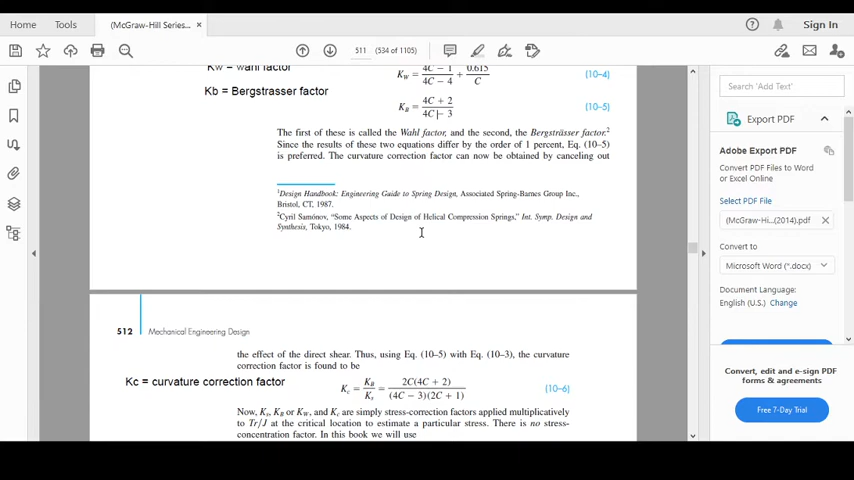 Home Tools (McGraw-Hill Series... × Sign In
511 (534 of 1105)
Kw = Wahl factor
K_W = (4C − 1)/(4C − 4) + 0.615/C (10–4)
Kb = Bergstrasser factor
K_B = (4C + 2)/(4C − 3) (10–5)
The first of these is called the Wahl factor, and the second, the Bergsträsser factor.²
Since the results of these two equations differ by the order of 1 percent, Eq. (10–5)
is preferred. The curvature correction factor can now be obtained by canceling out
¹Design Handbook: Engineering Guide to Spring Design, Associated Spring-Barnes Group Inc.,
Bristol, CT, 1987.
²Cyril Samónov, "Some Aspects of Design of Helical Compression Springs," Int. Symp. Design and
Synthesis, Tokyo, 1984.
512 Mechanical Engineering Design
the effect of the direct shear. Thus, using Eq. (10–5) with Eq. (10–3), the curvature
correction factor is found to be
Kc = curvature correction factor
K_c = K_B/K_s = 2C(4C + 2)/(4C − 3)(2C + 1) (10–6)
Now, K_s, K_B or K_W, and K_c are simply stress-correction factors applied multiplicatively
to Tr/J at the critical location to estimate a particular stress. There is no stress-
concentration factor. In this book we will use
Search 'Add Text'
Export PDF
Adobe Export PDF
Convert PDF Files to Word
or Excel Online
Select PDF File
(McGraw-Hi...(2014).pdf ×
Convert to
Microsoft Word (*.docx)
Document Language:
English (U.S.) Change
Convert, edit and e-sign PDF
forms & agreements
Free 7-Day Trial